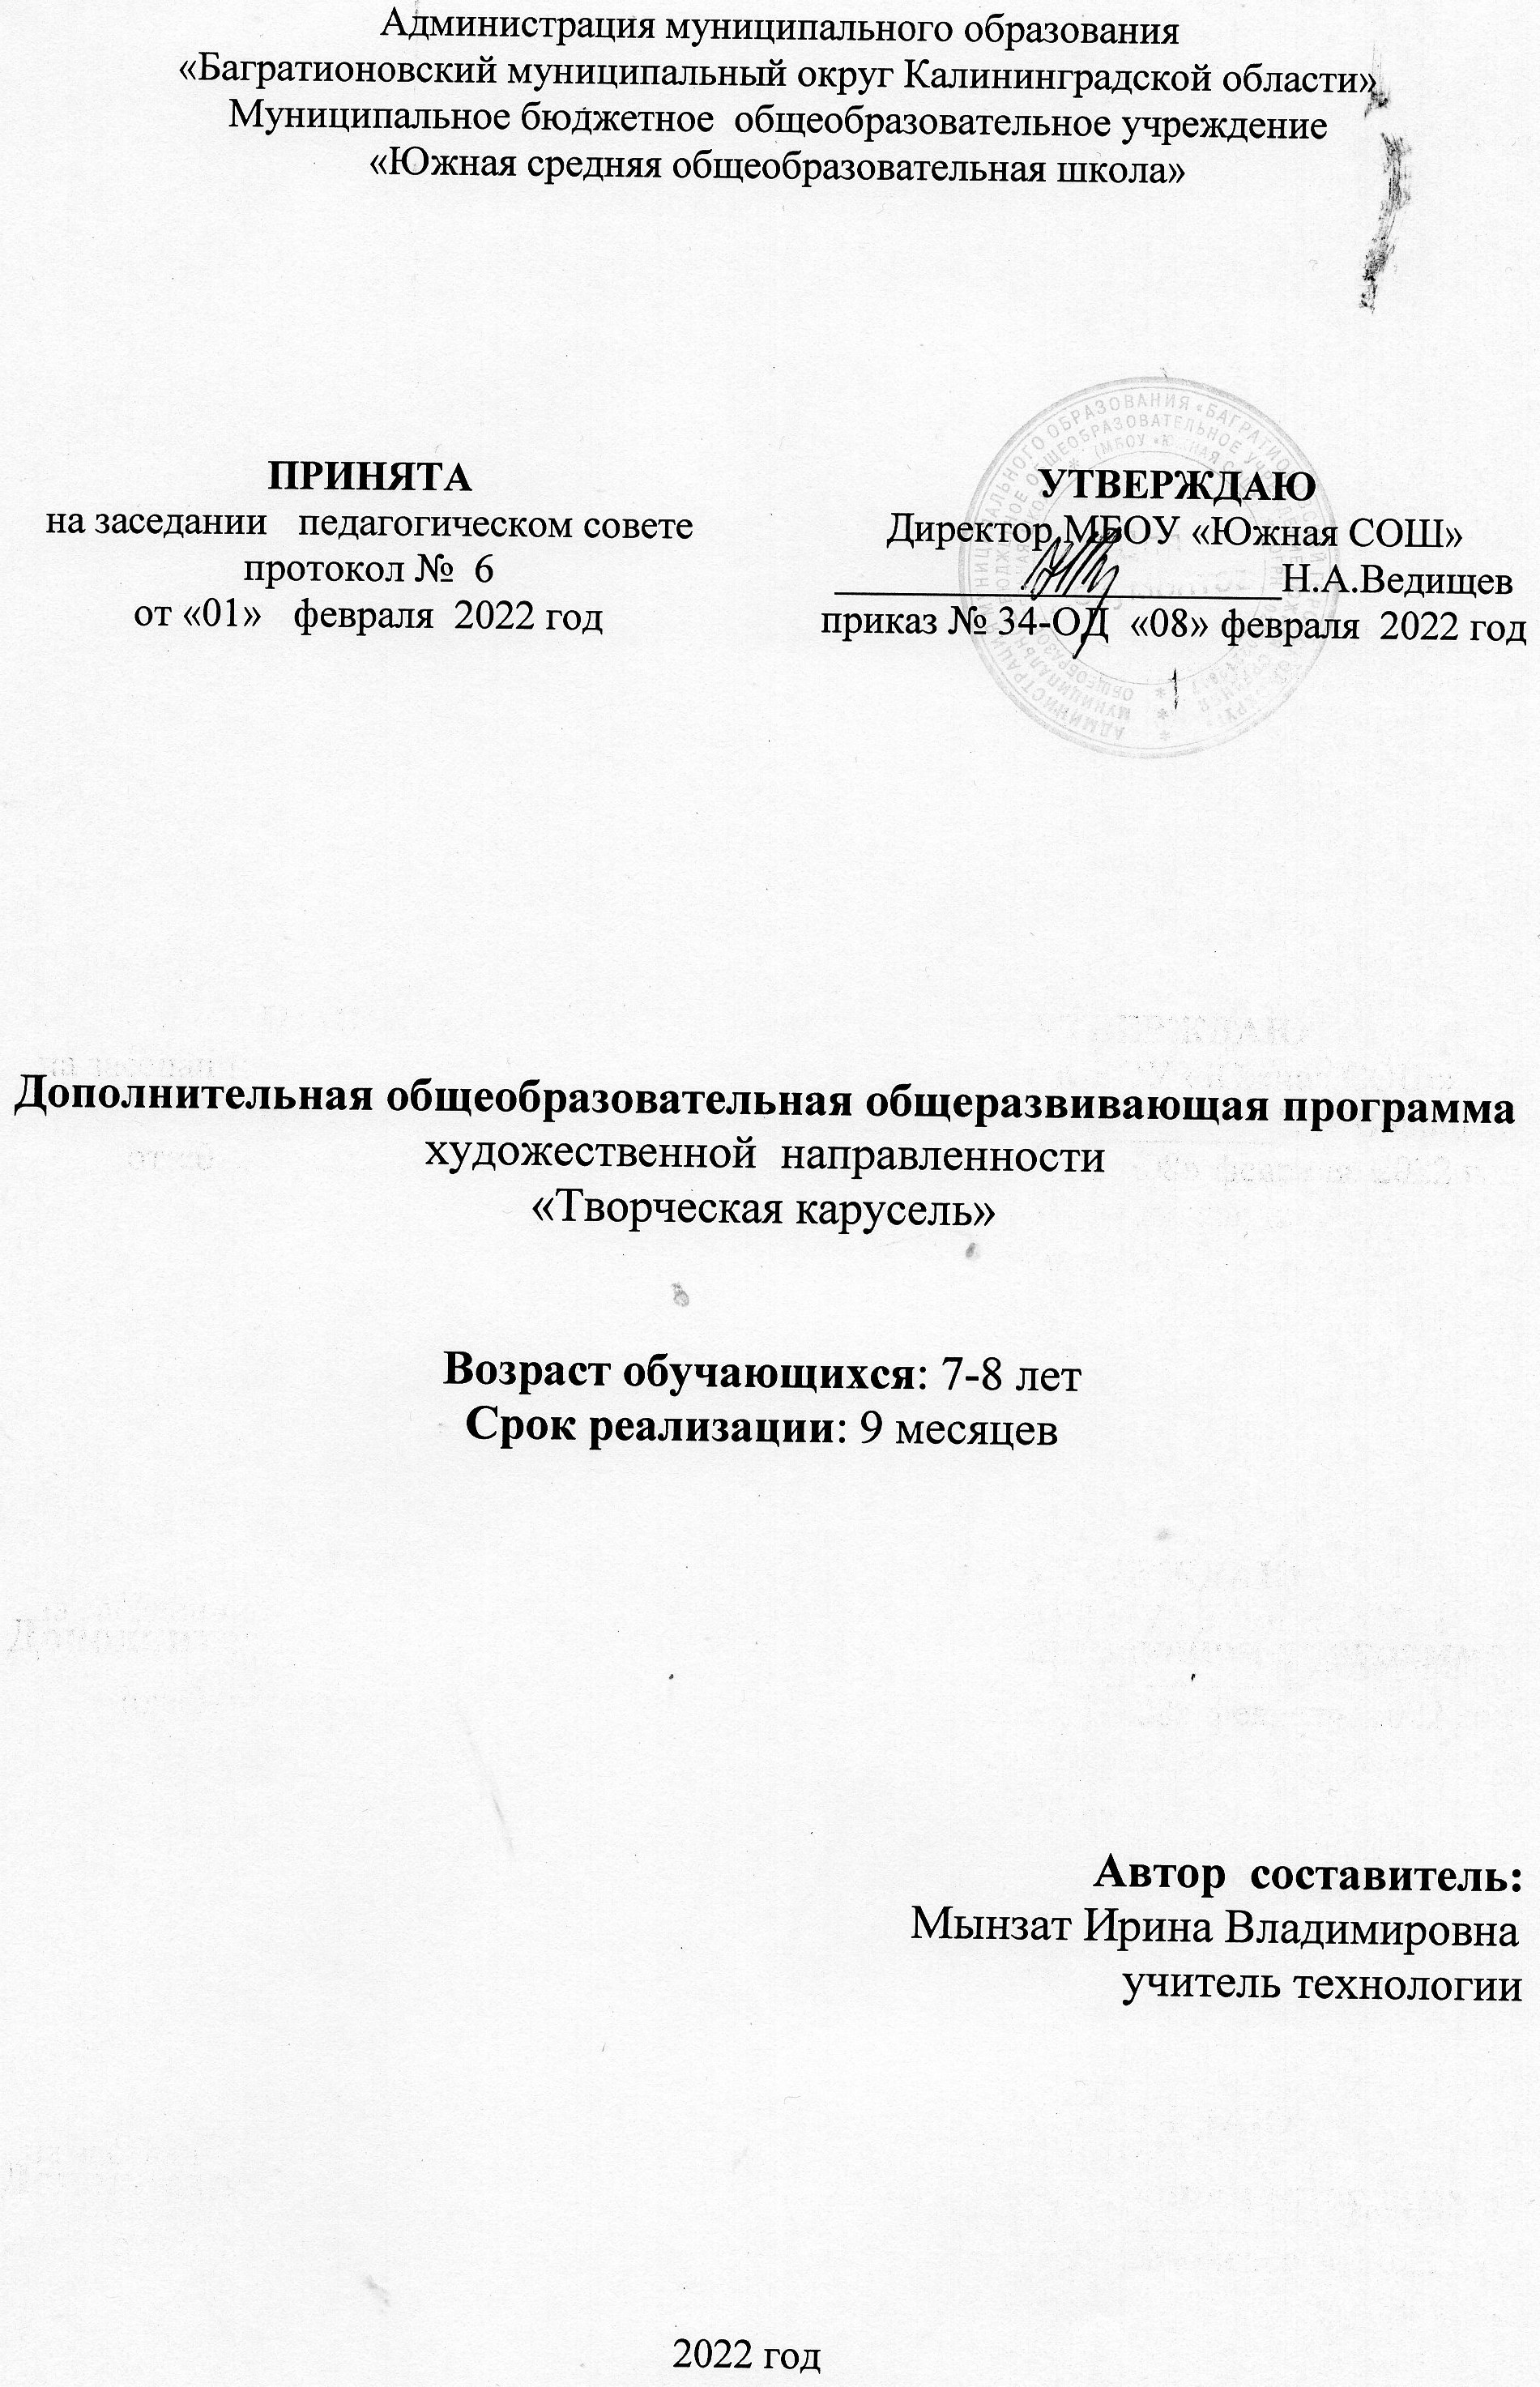 Администрация муниципального образования
«Багратионовский муниципальный округ Калининградской области»
Муниципальное бюджетное общеобразовательное учреждение
«Южная средняя общеобразовательная школа»
ПРИНЯТА
на заседании педагогическом совете
протокол № 6
от «01» февраля 2022 год
УТВЕРЖДАЮ
Директор МБОУ «Южная СОШ»
Н.А.Ведищев
приказ № 34-ОД «08» февраля 2022 год
Дополнительная общеобразовательная общеразвивающая программа
художественной направленности
«Творческая карусель»
Возраст обучающихся: 7-8 лет
Срок реализации: 9 месяцев
Автор составитель:
Мынзат Ирина Владимировна
учитель технологии
2022 год